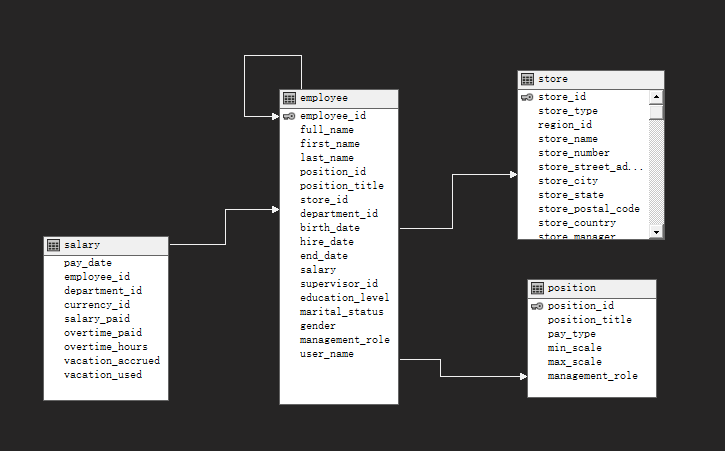 employee
employee_id
full_name
first_name
last_name
position_id
position_title
store_id
department_id
birth_date
hire_date
end_date
salary
supervisor_id
education_level
marital_status
gender
management_role
user_name
store
store_id
store_type
region_id
store_name
store_number
store_street_ad...
store_city
store_state
store_postal_code
store_country
store_manager
salary
pay_date
employee_id
department_id
currency_id
salary_paid
overtime_paid
overtime_hours
vacation_accrued
vacation_used
position
position_id
position_title
pay_type
min_scale
max_scale
management_role